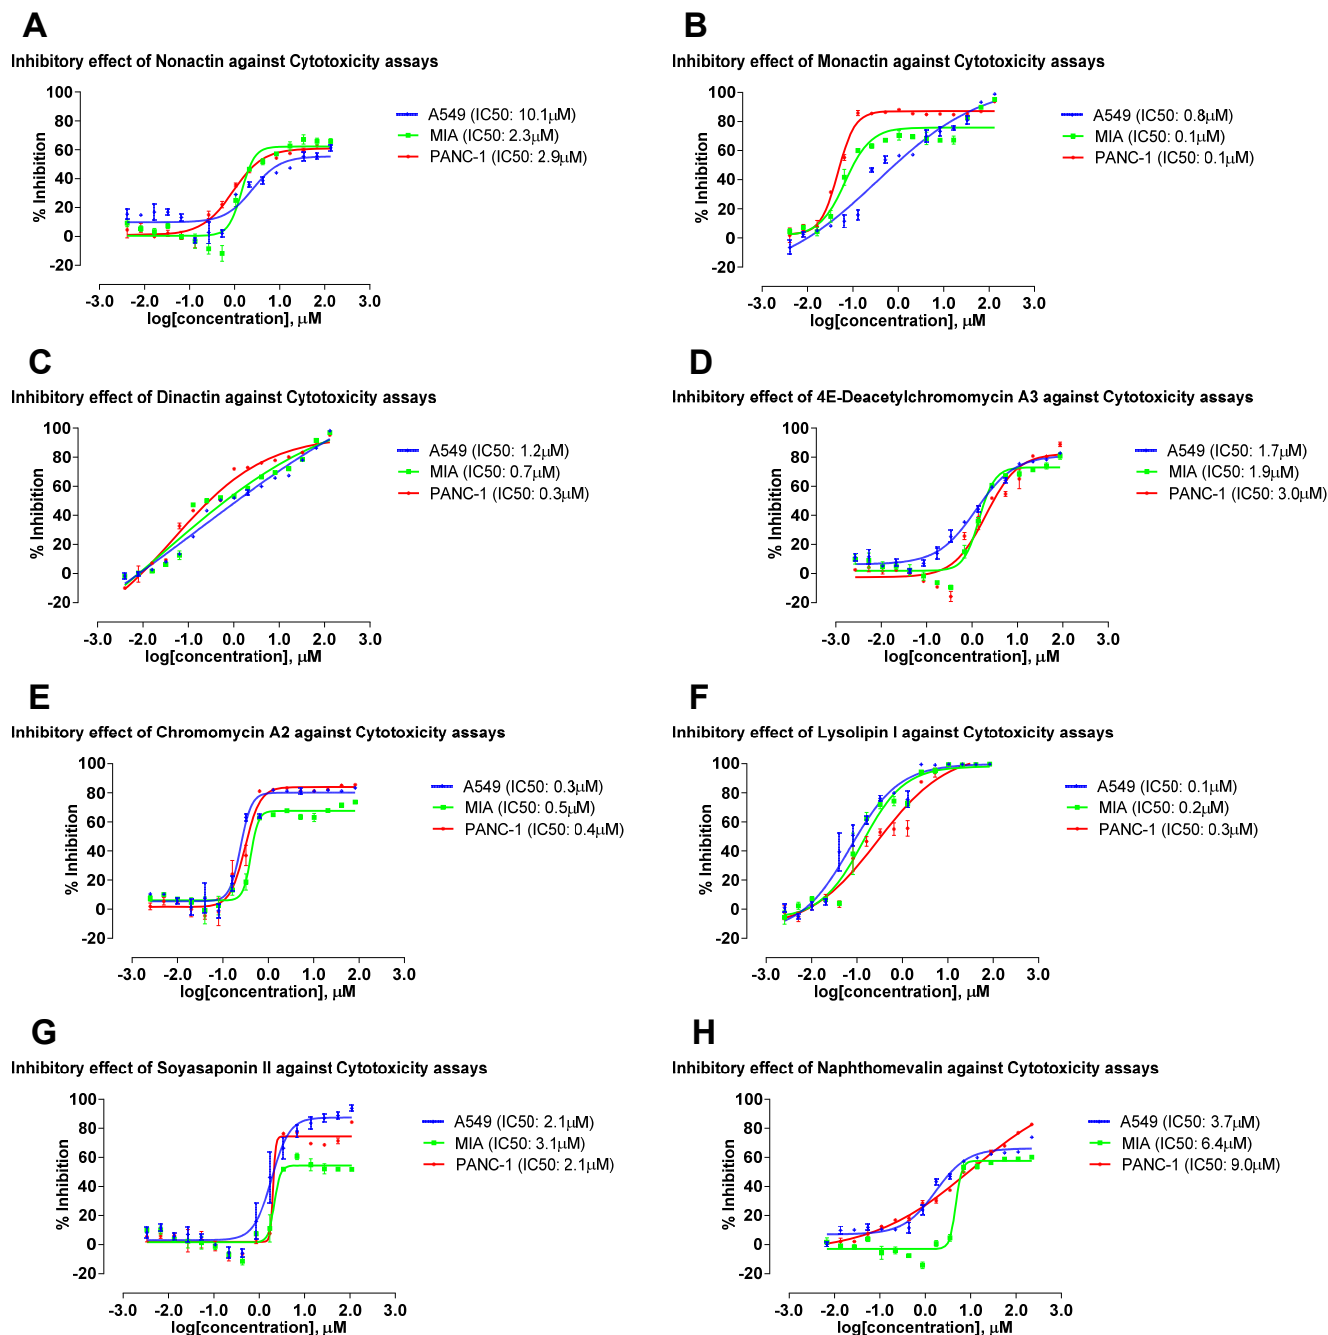 A
Inhibitory effect of Nonactin against Cytotoxicity assays
100
80
60
40
20
0
-20
% Inhibition
-3.0 -2.0 -1.0 0.0 1.0 2.0 3.0
log[concentration], µM
A549 (IC50: 10.1µM)
MIA (IC50: 2.3µM)
PANC-1 (IC50: 2.9µM)
B
Inhibitory effect of Monactin against Cytotoxicity assays
100
80
60
40
20
0
-20
% Inhibition
-3.0 -2.0 -1.0 0.0 1.0 2.0 3.0
log[concentration], µM
A549 (IC50: 0.8µM)
MIA (IC50: 0.1µM)
PANC-1 (IC50: 0.1µM)
C
Inhibitory effect of Dinactin against Cytotoxicity assays
100
80
60
40
20
0
-20
% Inhibition
-3.0 -2.0 -1.0 0.0 1.0 2.0 3.0
log[concentration], µM
A549 (IC50: 1.2µM)
MIA (IC50: 0.7µM)
PANC-1 (IC50: 0.3µM)
D
Inhibitory effect of 4E-Deacetylchromomycin A3 against Cytotoxicity assays
100
80
60
40
20
0
-20
% Inhibition
-3.0 -2.0 -1.0 0.0 1.0 2.0 3.0
log[concentration], µM
A549 (IC50: 1.7µM)
MIA (IC50: 1.9µM)
PANC-1 (IC50: 3.0µM)
E
Inhibitory effect of Chromomycin A2 against Cytotoxicity assays
100
80
60
40
20
0
-20
% Inhibition
-3.0 -2.0 -1.0 0.0 1.0 2.0 3.0
log[concentration], µM
A549 (IC50: 0.3µM)
MIA (IC50: 0.5µM)
PANC-1 (IC50: 0.4µM)
F
Inhibitory effect of Lysolipin I against Cytotoxicity assays
100
80
60
40
20
0
-20
% Inhibition
-3.0 -2.0 -1.0 0.0 1.0 2.0 3.0
log[concentration], µM
A549 (IC50: 0.1µM)
MIA (IC50: 0.2µM)
PANC-1 (IC50: 0.3µM)
G
Inhibitory effect of Soyasaponin II against Cytotoxicity assays
100
80
60
40
20
0
-20
% Inhibition
-3.0 -2.0 -1.0 0.0 1.0 2.0 3.0
log[concentration], µM
A549 (IC50: 2.1µM)
MIA (IC50: 3.1µM)
PANC-1 (IC50: 2.1µM)
H
Inhibitory effect of Naphthomevalin against Cytotoxicity assays
100
80
60
40
20
0
-20
% Inhibition
-3.0 -2.0 -1.0 0.0 1.0 2.0 3.0
log[concentration], µM
A549 (IC50: 3.7µM)
MIA (IC50: 6.4µM)
PANC-1 (IC50: 9.0µM)